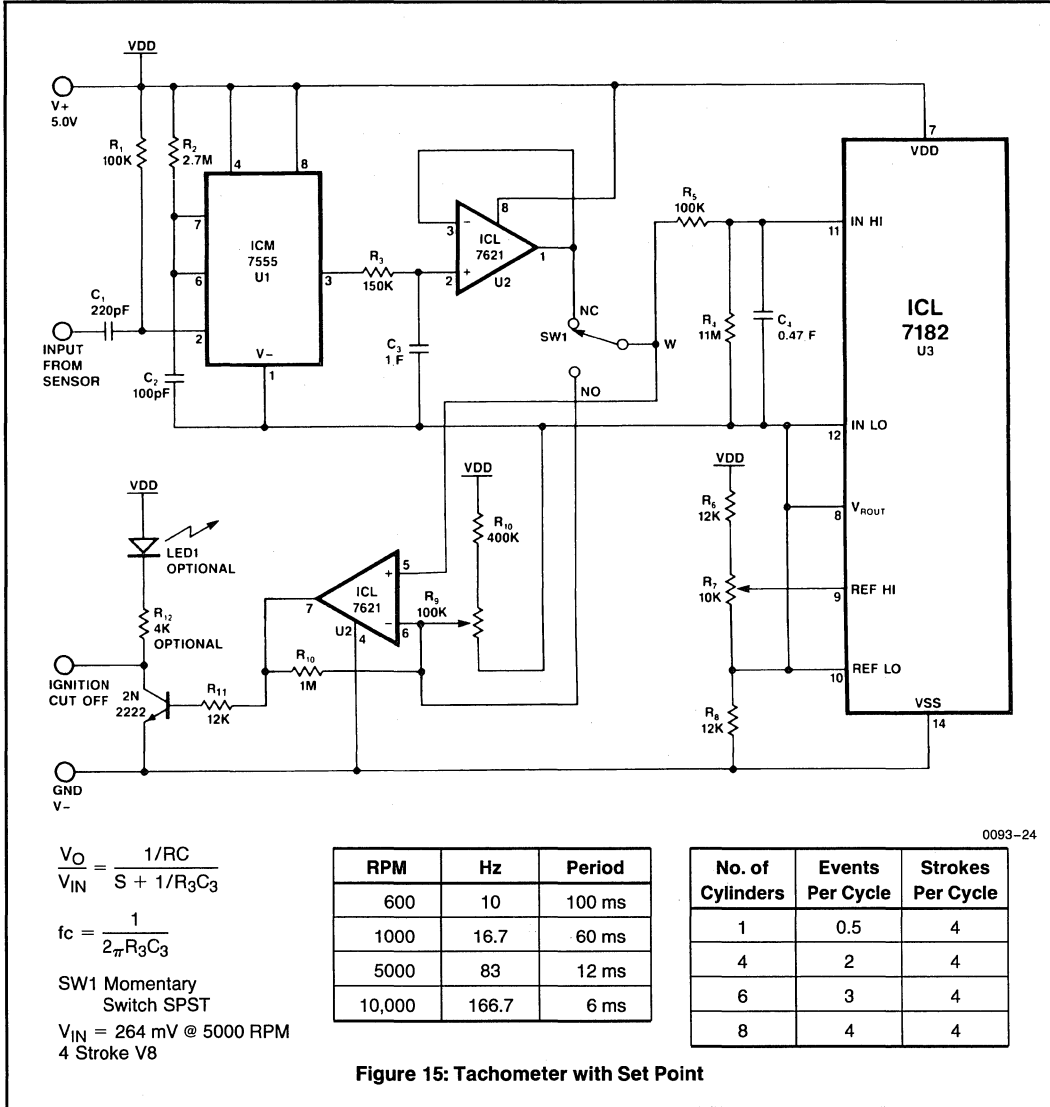 VDD
V+
5.0V
R1
100K
R2
2.7M
4
8
7
ICM
7555
U1
6
3
2
V–
1
C1
220pF
INPUT
FROM
SENSOR
C2
100pF
R3
150K
C3
1 F
3
–
8
ICL
7621
+
2
1
U2
NC
SW1
W
NO
R5
100K
R4
11M
C4
0.47 F
7
VDD
11
IN HI
ICL
7182
U3
12
IN LO
8
VROUT
9
REF HI
10
REF LO
VSS
14
VDD
R6
12K
R7
10K
R8
12K
VDD
R10
400K
R9
100K
5
+
ICL
7621
–
7
U2
4
6
R10
1M
R11
12K
VDD
LED1
OPTIONAL
R12
4K
OPTIONAL
IGNITION
CUT OFF
2N
2222
GND
V–
0093–24
VO/VIN = (1/RC)/(S + 1/R3C3)
fc = 1/(2πR3C3)
SW1 Momentary
Switch SPST
VIN = 264 mV @ 5000 RPM
4 Stroke V8
RPM Hz Period
600 10 100 ms
1000 16.7 60 ms
5000 83 12 ms
10,000 166.7 6 ms
No. of Cylinders Events Per Cycle Strokes Per Cycle
1 0.5 4
4 2 4
6 3 4
8 4 4
Figure 15: Tachometer with Set Point